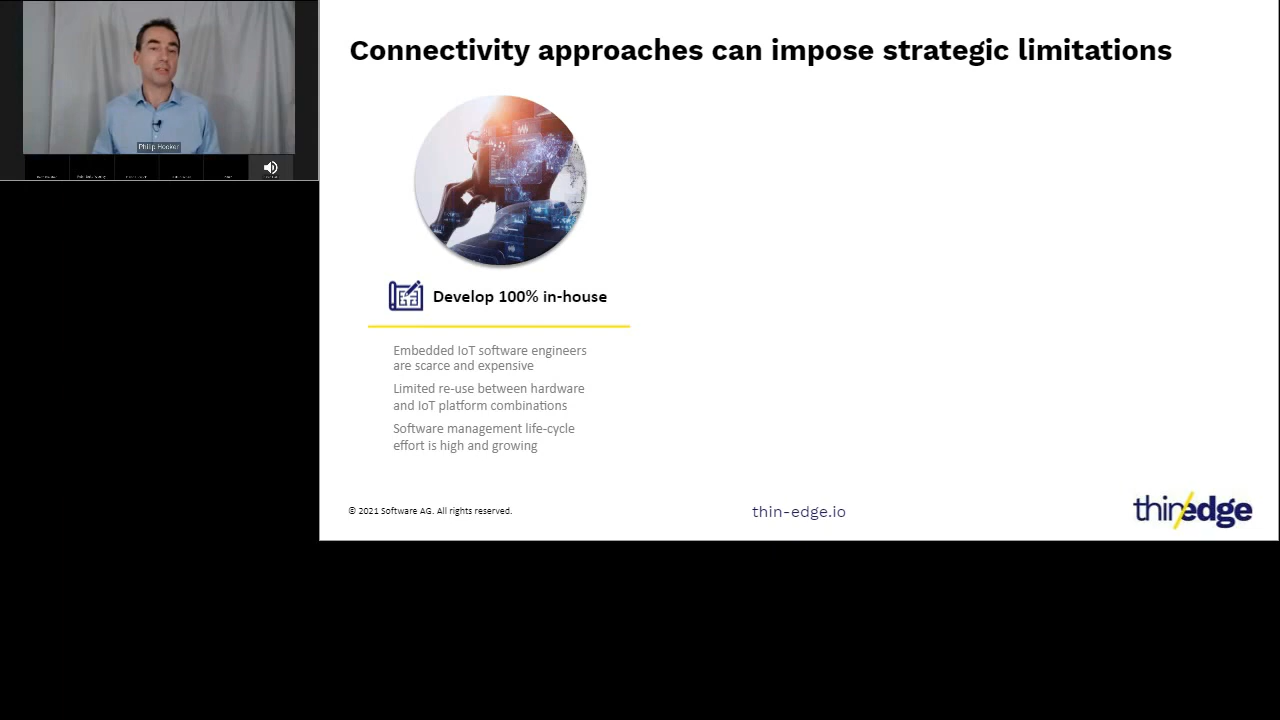 Connectivity approaches can impose strategic limitations
Philip Hooker
Develop 100% in-house
Embedded IoT software engineers
are scarce and expensive
Limited re-use between hardware
and IoT platform combinations
Software management life-cycle
effort is high and growing
© 2021 Software AG. All rights reserved.
thin-edge.io
thin/edge